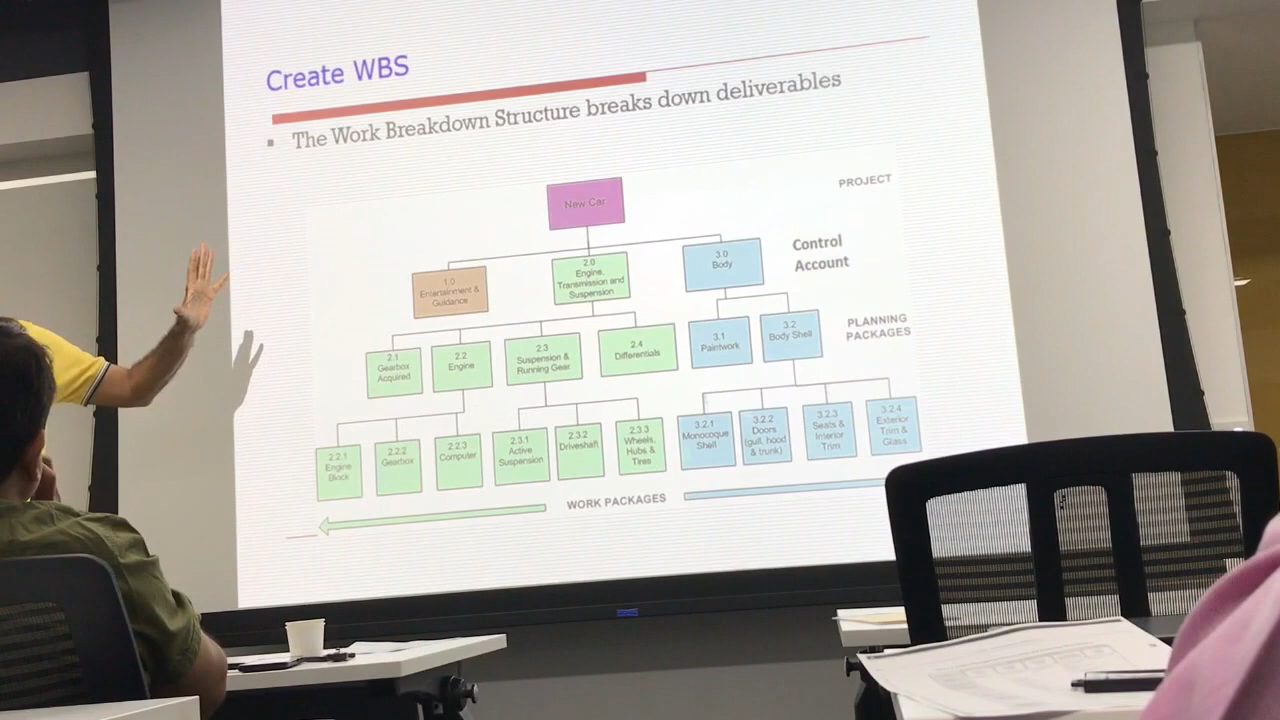 Create WBS
▪ The Work Breakdown Structure breaks down deliverables
New Car
PROJECT
1.0
Entertainment &
Guidance
2.0
Engine,
Transmission and
Suspension
3.0
Body
Control
Account
2.1
Gearbox
Acquired
2.2
Engine
2.3
Suspension &
Running Gear
2.4
Differentials
3.1
Paintwork
3.2
Body Shell
PLANNING
PACKAGES
2.2.1
Engine
Block
2.2.2
Gearbox
2.2.3
Computer
2.3.1
Active
Suspension
2.3.2
Driveshaft
2.3.3
Wheels,
Hubs &
Tires
3.2.1
Monocoque
Shell
3.2.2
Doors
(gull, hood
& trunk)
3.2.3
Seats &
Interior
Trim
3.2.4
Exterior
Trim &
Glass
WORK PACKAGES